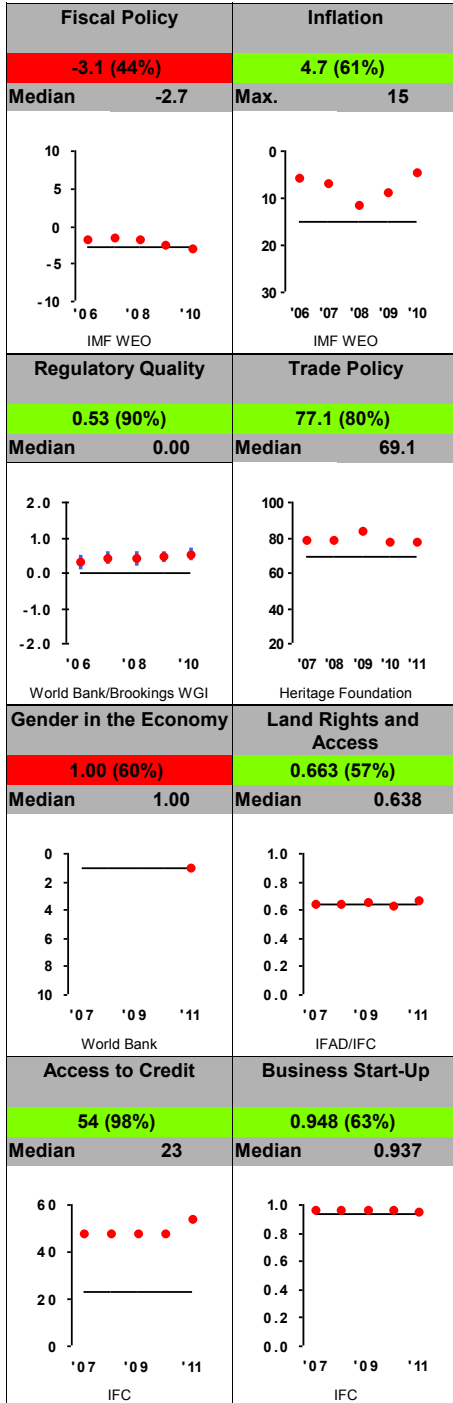 Fiscal Policy
-3.1 (44%)
Median -2.7
10
5
0
-5
-10
'06 '08 '10
IMF WEO
Inflation
4.7 (61%)
Max. 15
0
10
20
30
'06 '07 '08 '09 '10
IMF WEO
Regulatory Quality
0.53 (90%)
Median 0.00
2.0
1.0
0.0
-1.0
-2.0
'06 '08 '10
World Bank/Brookings WGI
Trade Policy
77.1 (80%)
Median 69.1
100
80
60
40
20
'07 '08 '09 '10 '11
Heritage Foundation
Gender in the Economy
1.00 (60%)
Median 1.00
0
2
4
6
8
10
'07 '09 '11
World Bank
Land Rights and
Access
0.663 (57%)
Median 0.638
1.0
0.8
0.6
0.4
0.2
0.0
'07 '09 '11
IFAD/IFC
Access to Credit
54 (98%)
Median 23
60
40
20
0
'07 '09 '11
IFC
Business Start-Up
0.948 (63%)
Median 0.937
1.0
0.8
0.6
0.4
0.2
0.0
'07 '09 '11
IFC